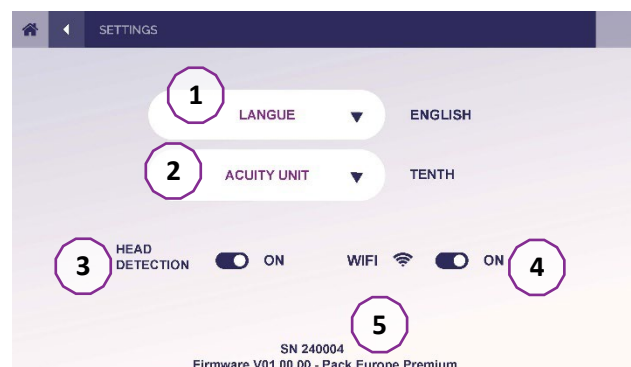 SETTINGS
1
LANGUE ENGLISH
2
ACUITY UNIT TENTH
3
HEAD
DETECTION ON WIFI ON
4
5
SN 240004
Firmware V01.00.00 - Pack Europe Premium